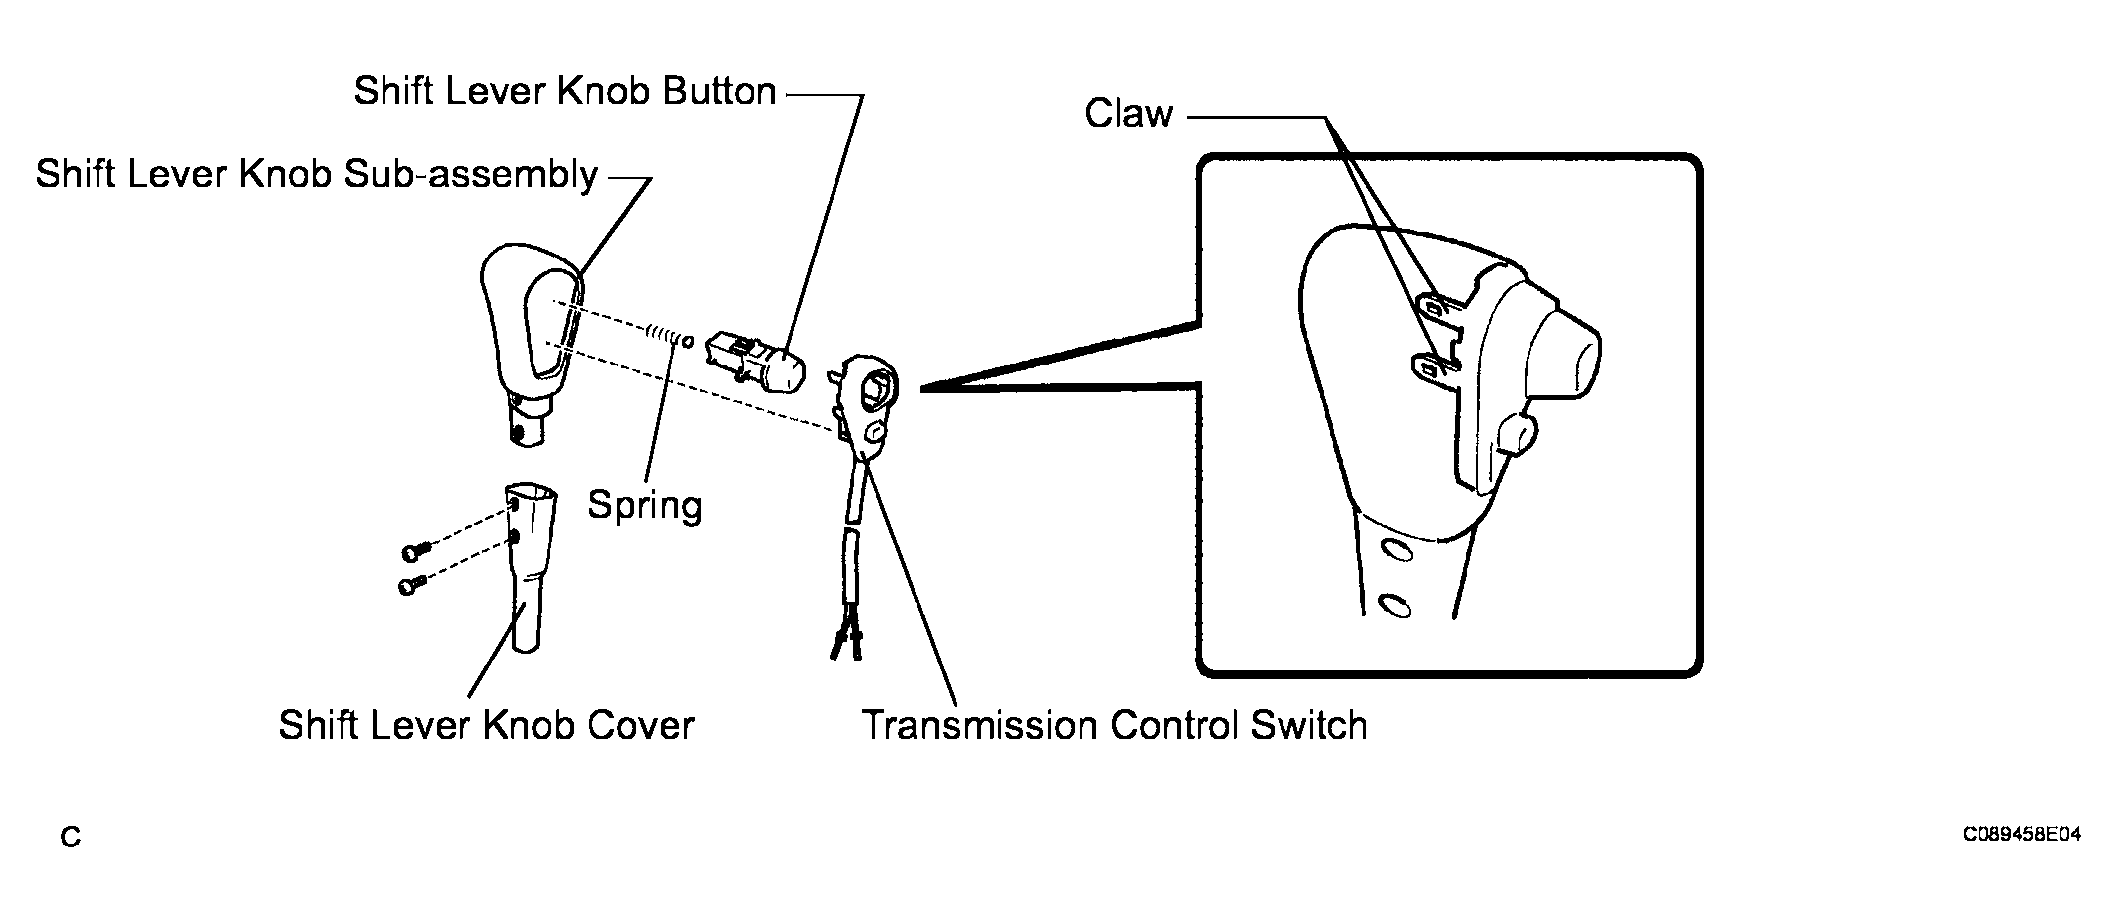 Shift Lever Knob Button
Claw
Shift Lever Knob Sub-assembly
Spring
Shift Lever Knob Cover
Transmission Control Switch
C
C089458E04